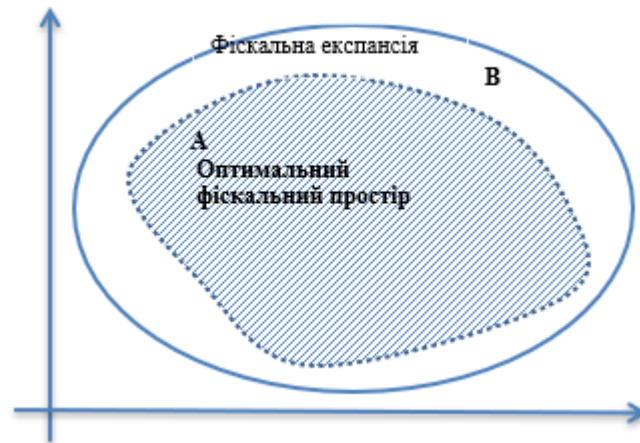 Фіскальна експансія
В
А
Оптимальний
фіскальний простір